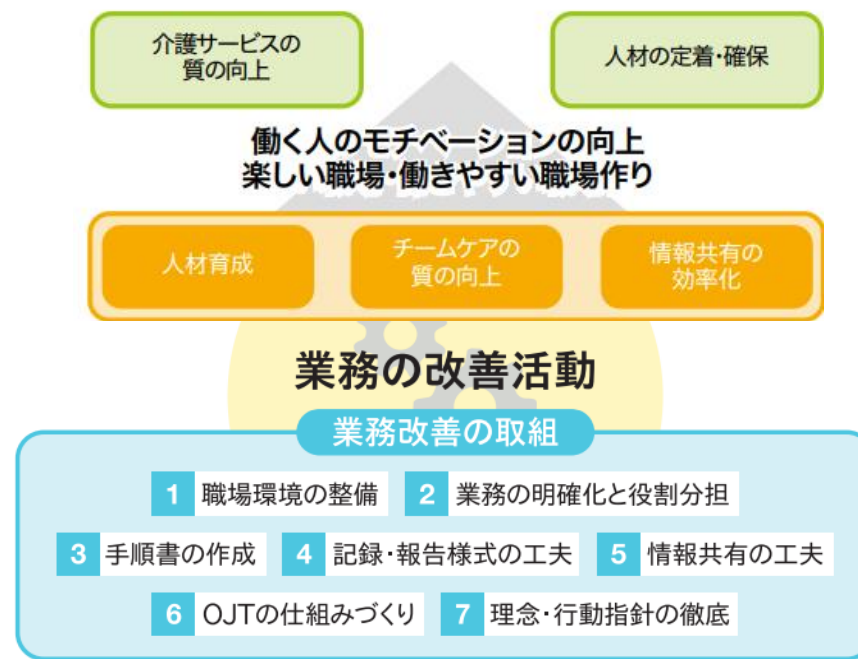 介護サービスの
質の向上
人材の定着・確保
働く人のモチベーションの向上
楽しい職場・働きやすい職場作り
人材育成
チームケアの
質の向上
情報共有の
効率化
業務の改善活動
業務改善の取組
1 職場環境の整備
2 業務の明確化と役割分担
3 手順書の作成
4 記録・報告様式の工夫
5 情報共有の工夫
6 OJTの仕組みづくり
7 理念・行動指針の徹底